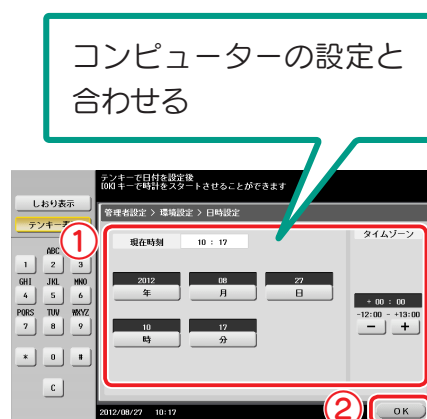 コンピューターの設定と
合わせる
テンキーで日付を設定後
[OK]キーで時計をスタートさせることができます
しおり表示
管理者設定 > 環境設定 > 日時設定
テンキー表
①
タイムゾーン
現在時刻 10 : 17
ABC
1 2 3
GHI JKL MNO
4 5 6
PQRS TUV WXYZ
7 8 9
* 0 #
C
2012 08 27
年 月 日
+ 00 : 00
-12:00 - +13:00
− +
10 17
時 分
②
2012/08/27 10:17
OK